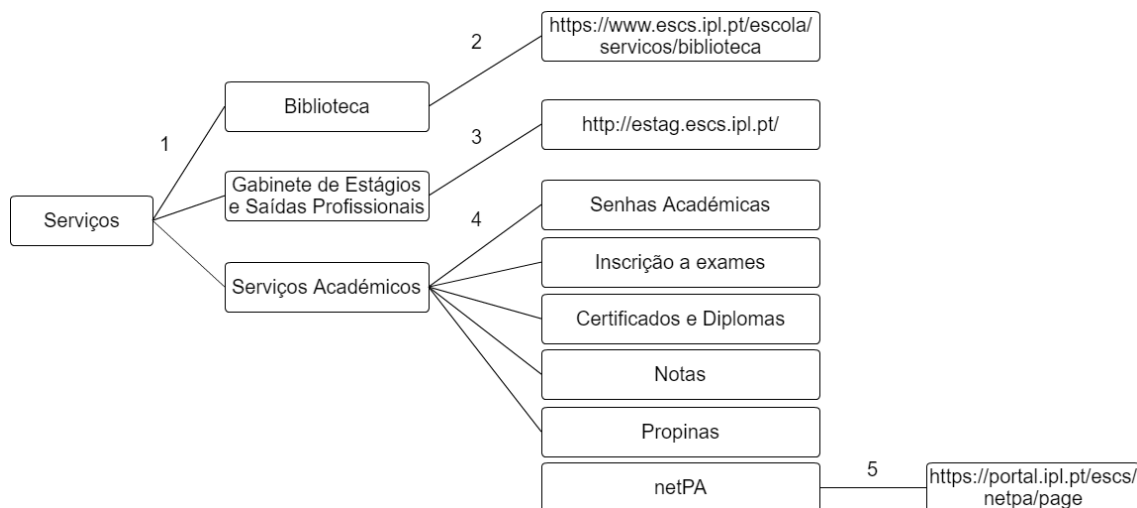 Serviços
1
Biblioteca
2
https://www.escs.ipl.pt/escola/
servicos/biblioteca
Gabinete de Estágios
e Saídas Profissionais
3
http://estag.escs.ipl.pt/
Serviços Académicos
4
Senhas Académicas
Inscrição a exames
Certificados e Diplomas
Notas
Propinas
netPA
5
https://portal.ipl.pt/escs/
netpa/page